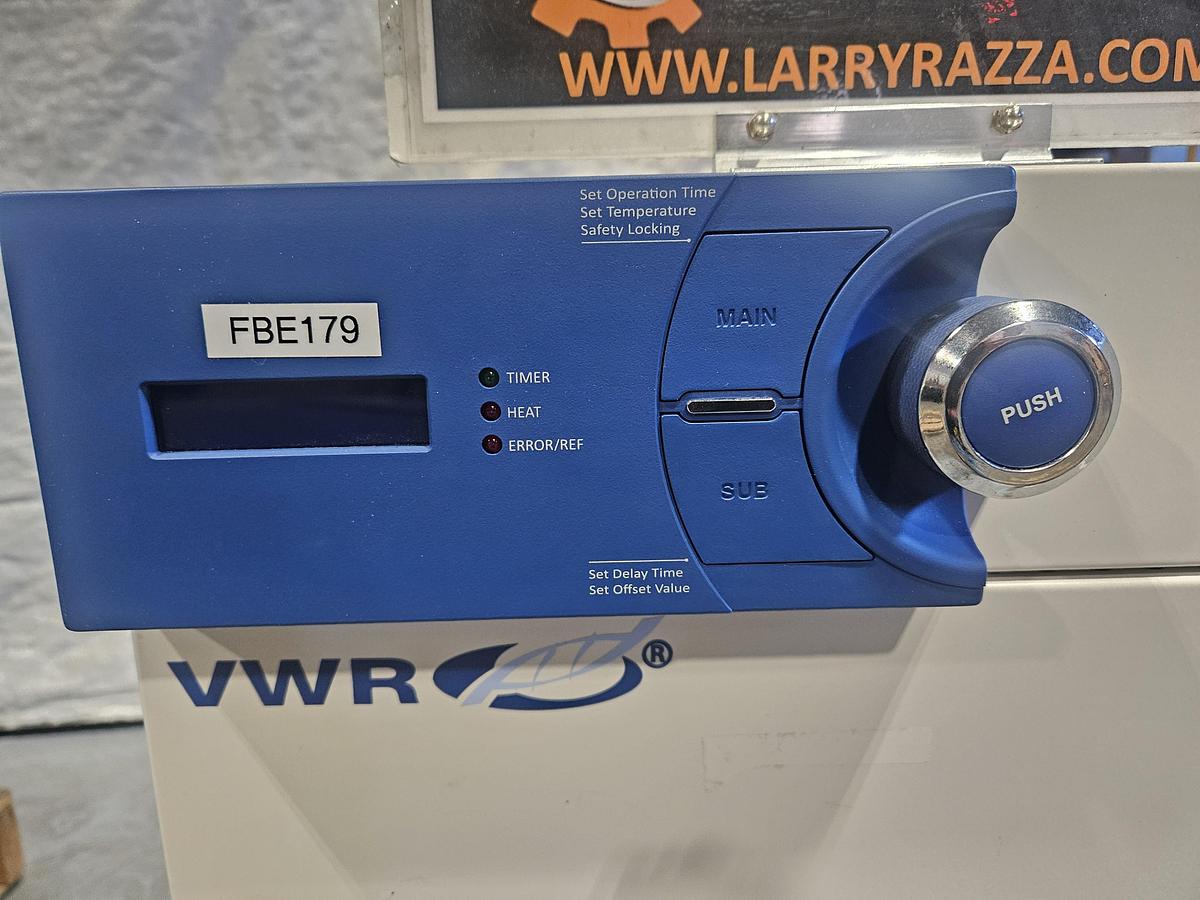 WWW.LARRYRAZZA.COM
Set Operation Time
Set Temperature
Safety Locking
MAIN
FBE179
TIMER
HEAT
ERROR/REF
PUSH
SUB
Set Delay Time
Set Offset Value
VWR ®